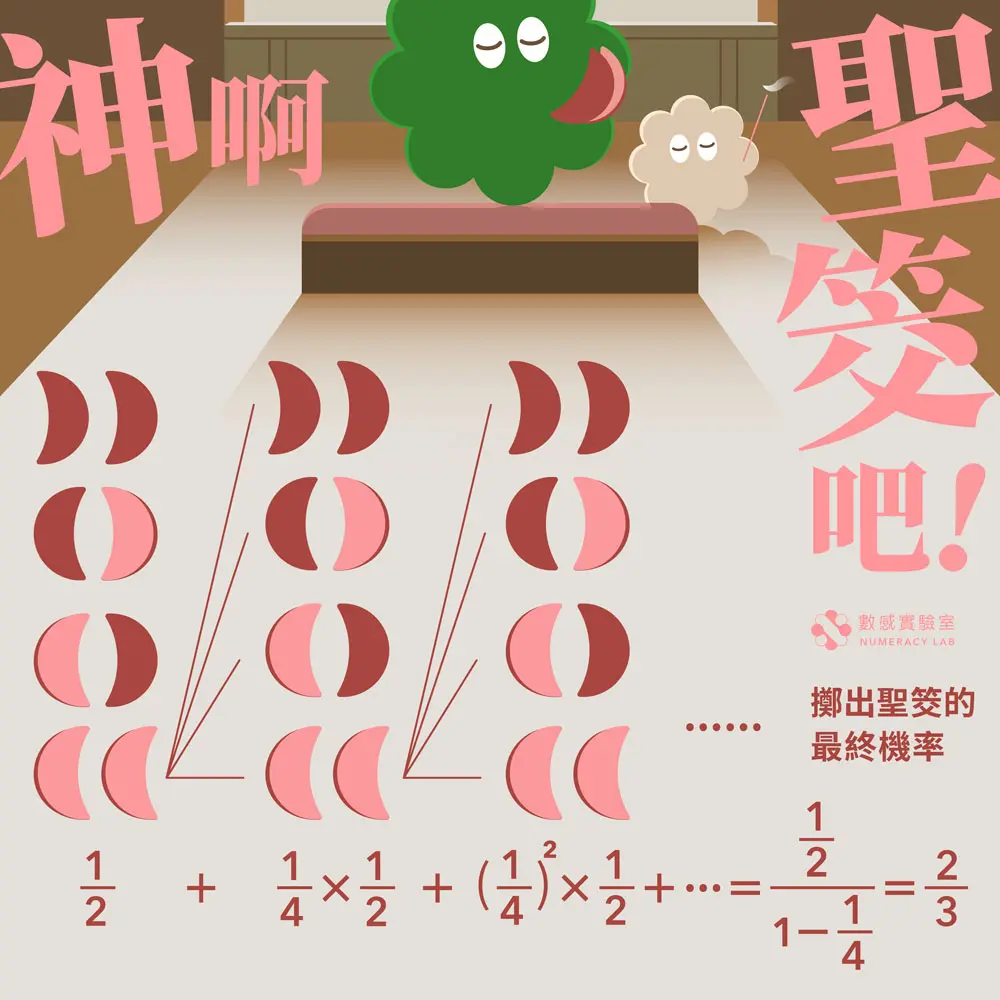 神啊
聖筊吧!
數感實驗室
NUMERACY LAB
擲出聖筊的
最終機率
......
1/2 + 1/4 × 1/2 + (1/4)² × 1/2 + ... = (1/2)/(1 − 1/4) = 2/3